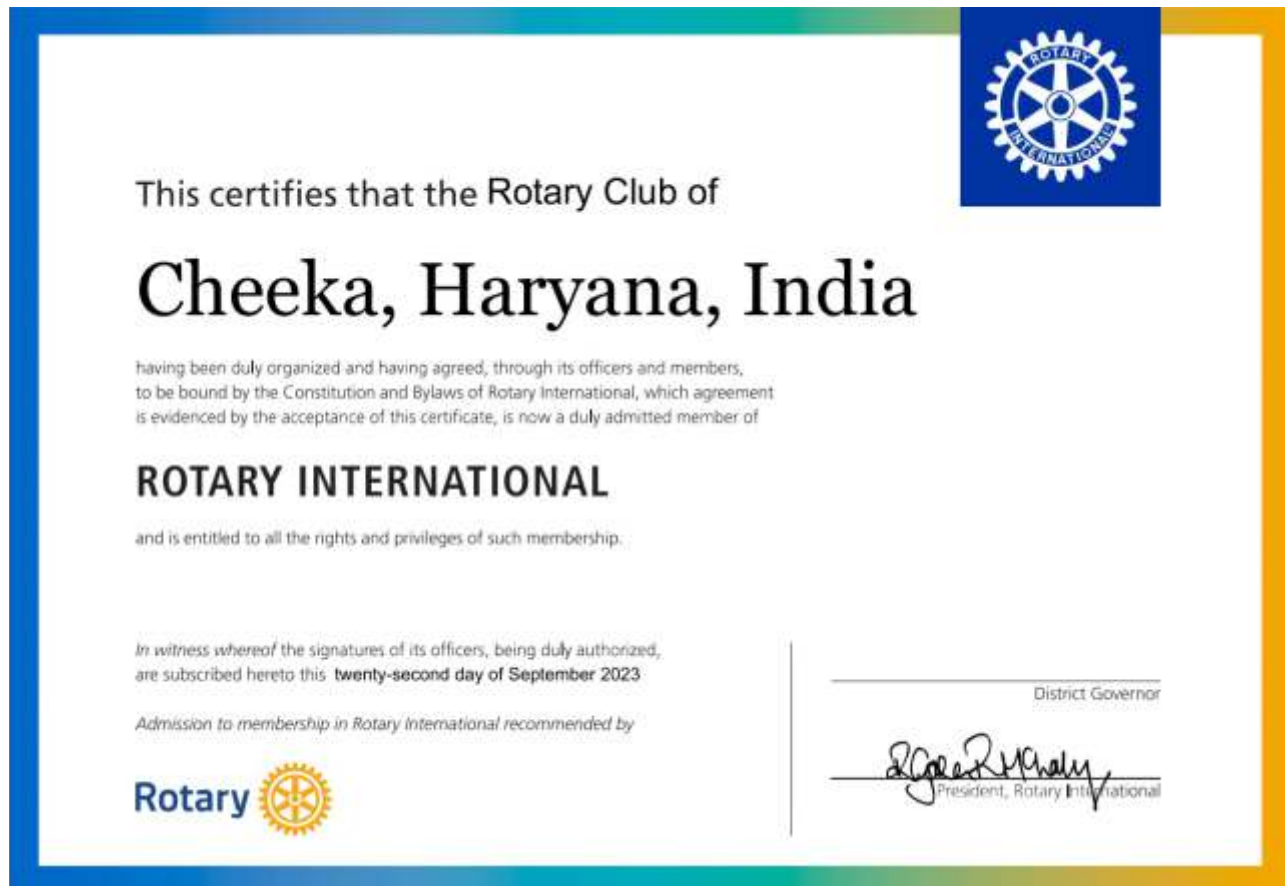 ROTARY
INTERNATIONAL
This certifies that the Rotary Club of
Cheeka, Haryana, India
having been duly organized and having agreed, through its officers and members,
to be bound by the Constitution and Bylaws of Rotary International, which agreement
is evidenced by the acceptance of this certificate, is now a duly admitted member of
ROTARY INTERNATIONAL
and is entitled to all the rights and privileges of such membership.
In witness whereof the signatures of its officers, being duly authorized,
are subscribed hereto this twenty-second day of September 2023
Admission to membership in Rotary International recommended by
Rotary
District Governor
President, Rotary International